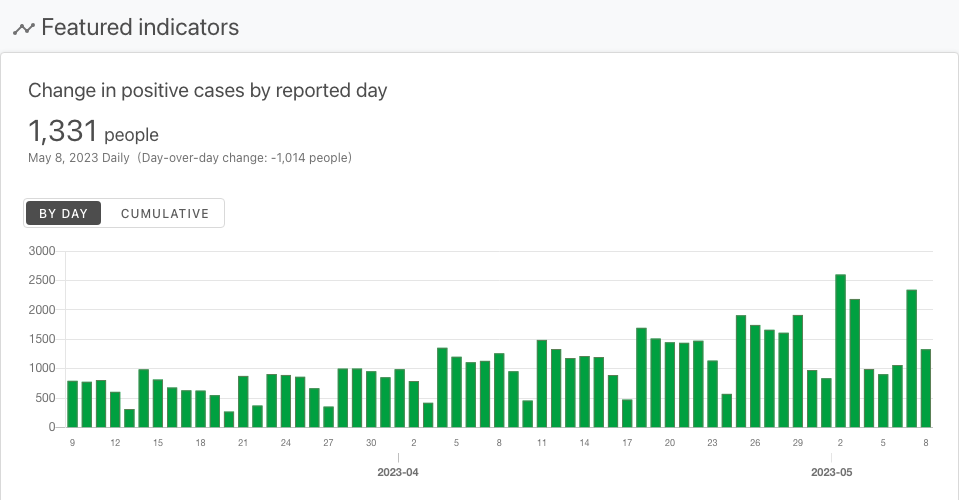 Featured indicators
Change in positive cases by reported day
1,331 people
May 8, 2023 Daily (Day-over-day change: -1,014 people)
BY DAY CUMULATIVE
3000
2500
2000
1500
1000
500
0
9 12 15 18 21 24 27 30 2 5 8 11 14 17 20 23 26 29 2 5 8
2023-04 2023-05